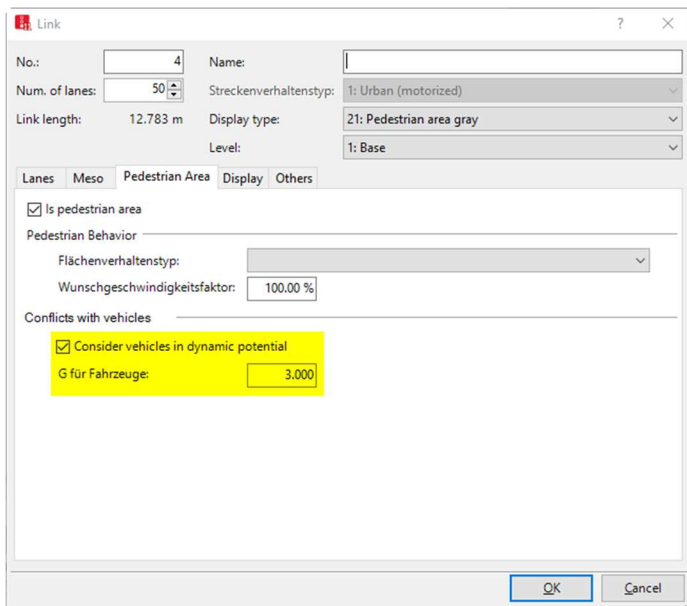 Link
No.: 4 Name:
Num. of lanes: 50 Streckenverhaltenstyp: 1: Urban (motorized)
Link length: 12.783 m Display type: 21: Pedestrian area gray
Level: 1: Base
Lanes Meso Pedestrian Area Display Others
Is pedestrian area
Pedestrian Behavior
Flächenverhaltenstyp:
Wunschgeschwindigkeitsfaktor: 100.00 %
Conflicts with vehicles
Consider vehicles in dynamic potential
G für Fahrzeuge: 3.000
OK Cancel